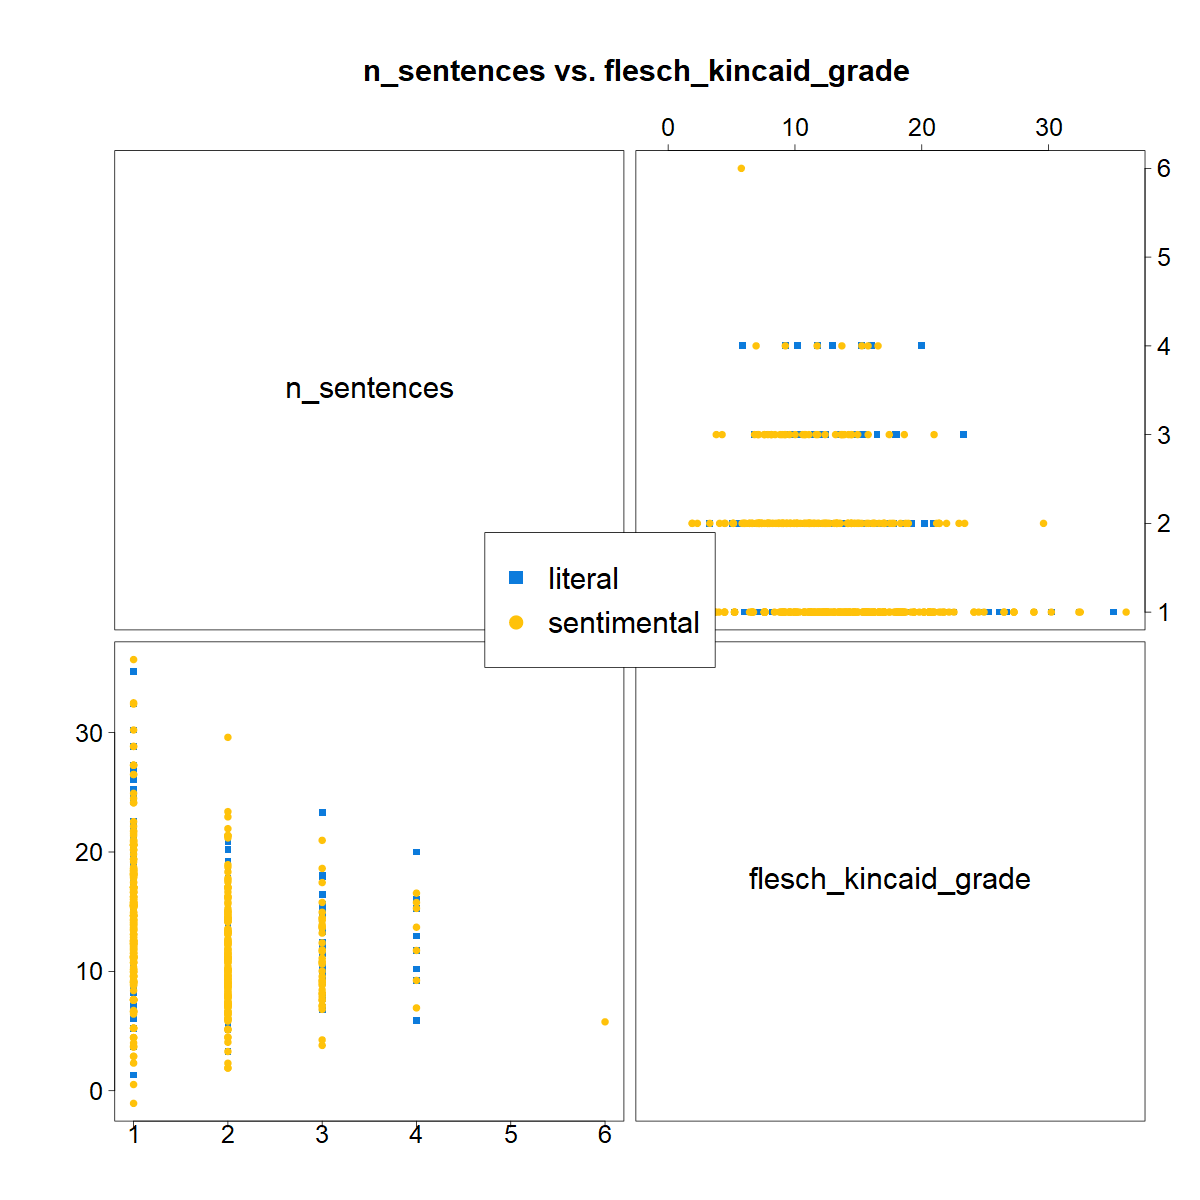 n_sentences vs. flesch_kincaid_grade
0 10 20 30
6
5
n_sentences
4
3
2
1
literal
sentimental
30
20
10
0
flesch_kincaid_grade
1 2 3 4 5 6